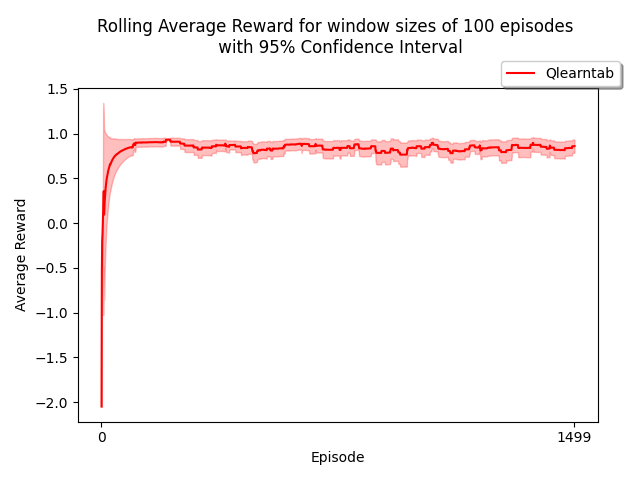 Rolling Average Reward for window sizes of 100 episodes
with 95% Confidence Interval
Qlearntab
1.5
1.0
0.5
0.0
−0.5
−1.0
−1.5
−2.0
Average Reward
0
1499
Episode